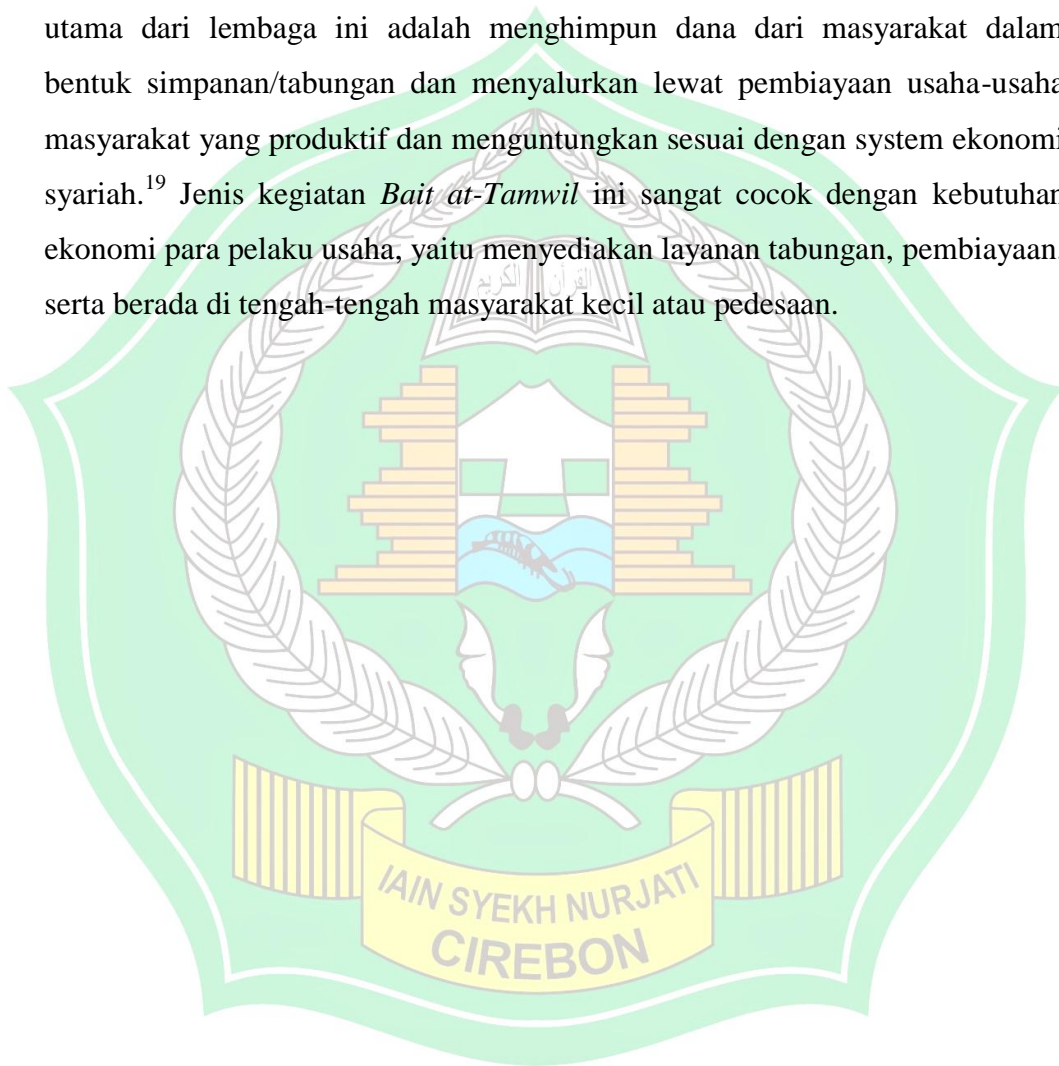 utama dari lembaga ini adalah menghimpun dana dari masyarakat dalam
bentuk simpanan/tabungan dan menyalurkan lewat pembiayaan usaha-usaha
masyarakat yang produktif dan menguntungkan sesuai dengan system ekonomi
syariah.19 Jenis kegiatan Bait at-Tamwil ini sangat cocok dengan kebutuhan
ekonomi para pelaku usaha, yaitu menyediakan layanan tabungan, pembiayaan,
serta berada di tengah-tengah masyarakat kecil atau pedesaan.
القرآن الكريم
IAIN SYEKH NURJATI
CIREBON